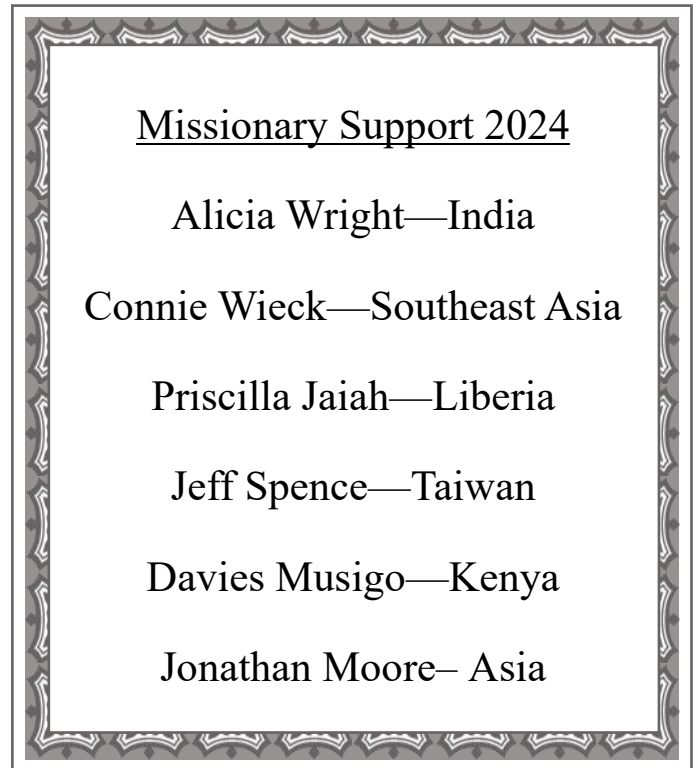 Missionary Support 2024
Alicia Wright—India
Connie Wieck—Southeast Asia
Priscilla Jaiah—Liberia
Jeff Spence—Taiwan
Davies Musigo—Kenya
Jonathan Moore– Asia